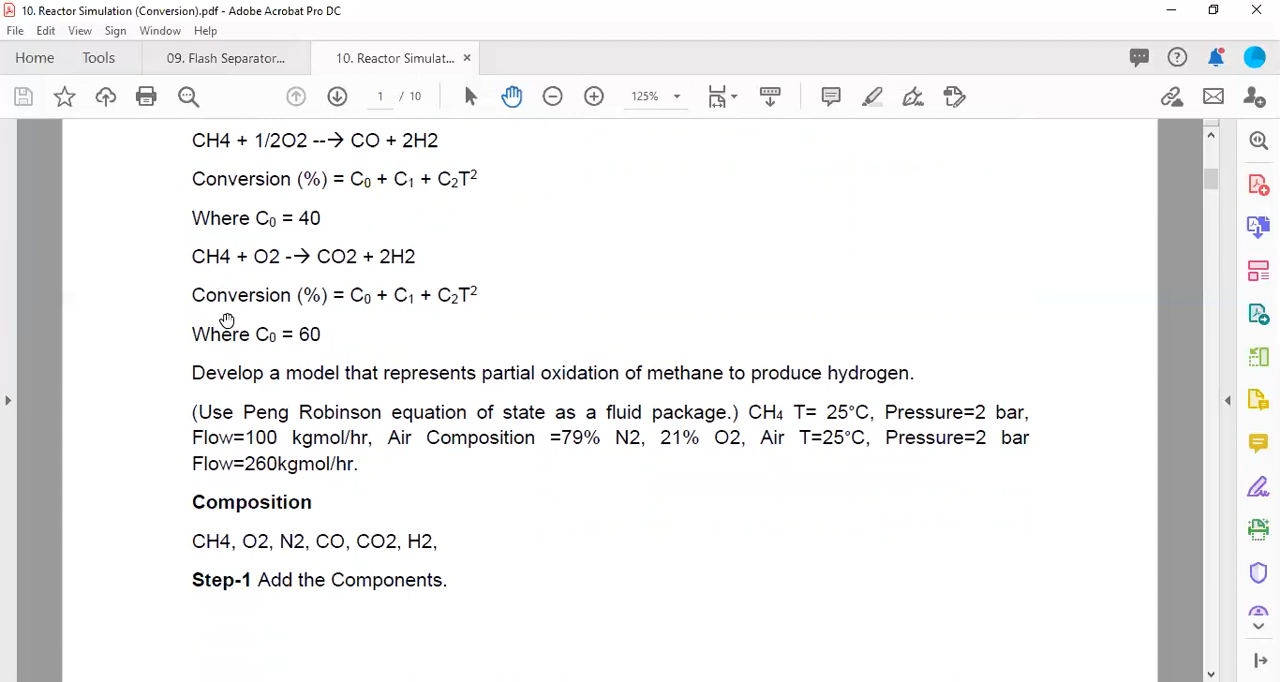 10. Reactor Simulation (Conversion).pdf - Adobe Acrobat Pro DC
File Edit View Sign Window Help
Home Tools 09. Flash Separator... 10. Reactor Simulat... ×
1 / 10 125%
CH4 + 1/2O2 --→ CO + 2H2
Conversion (%) = C₀ + C₁ + C₂T²
Where C₀ = 40
CH4 + O2 -→ CO2 + 2H2
Conversion (%) = C₀ + C₁ + C₂T²
Where C₀ = 60
Develop a model that represents partial oxidation of methane to produce hydrogen.
(Use Peng Robinson equation of state as a fluid package.) CH₄ T= 25°C, Pressure=2 bar,
Flow=100 kgmol/hr, Air Composition =79% N2, 21% O2, Air T=25°C, Pressure=2 bar
Flow=260kgmol/hr.
Composition
CH4, O2, N2, CO, CO2, H2,
Step-1 Add the Components.